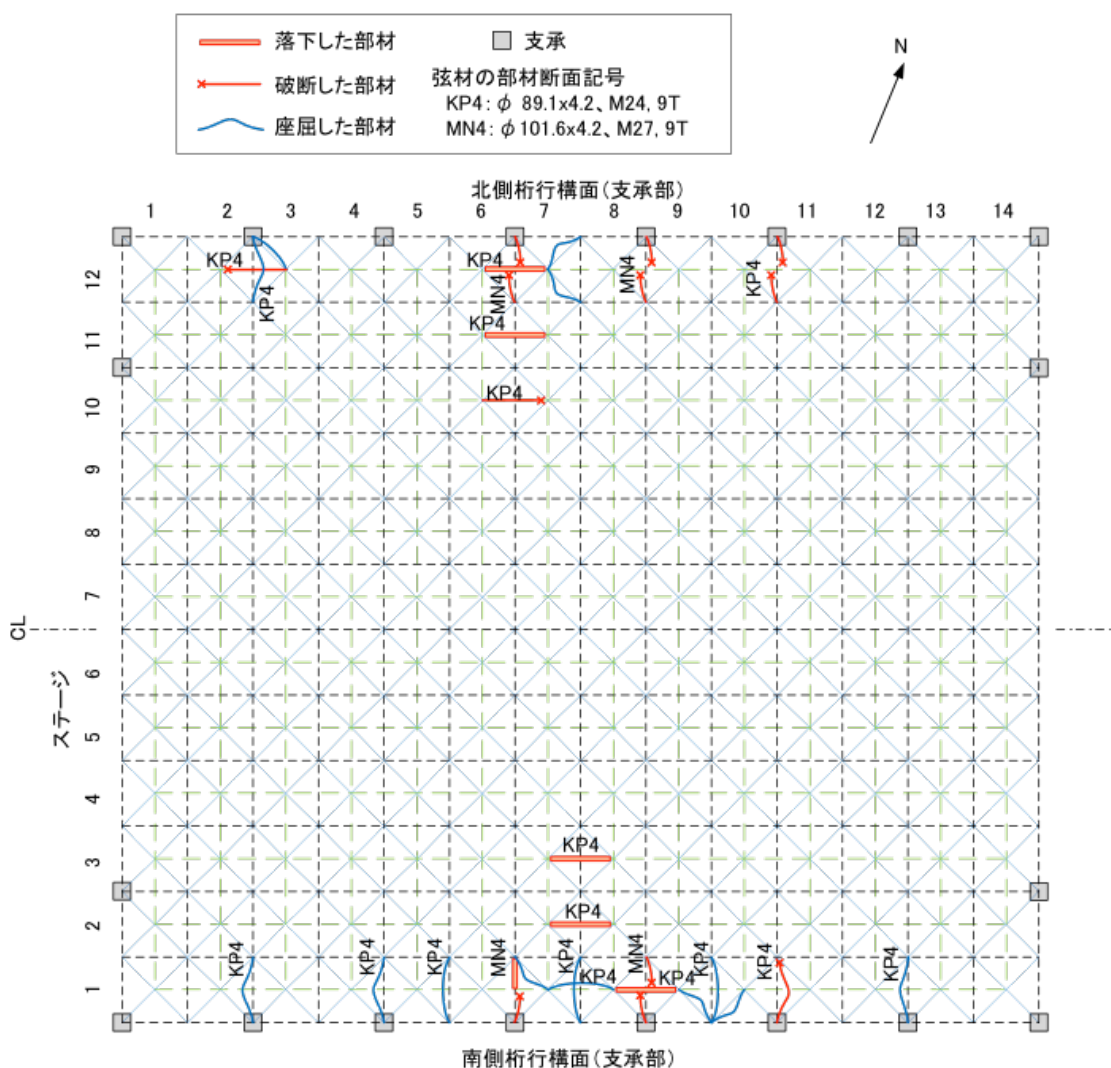 落下した部材
支承
破断した部材
弦材の部材断面記号
KP4: φ 89.1x4.2、M24, 9T
座屈した部材
MN4: φ101.6x4.2、M27, 9T
N
北側桁行構面(支承部)
1 2 3 4 5 6 7 8 9 10 11 12 13 14
12
KP4
KP4
KP4
MN4
MN4
KP4
11
KP4
10
KP4
9
8
7
CL
6
ステージ
5
4
3
KP4
2
KP4
1
KP4
KP4
KP4
MN4
KP4
KP4
MN4
KP4
KP4
KP4
KP4
南側桁行構面(支承部)